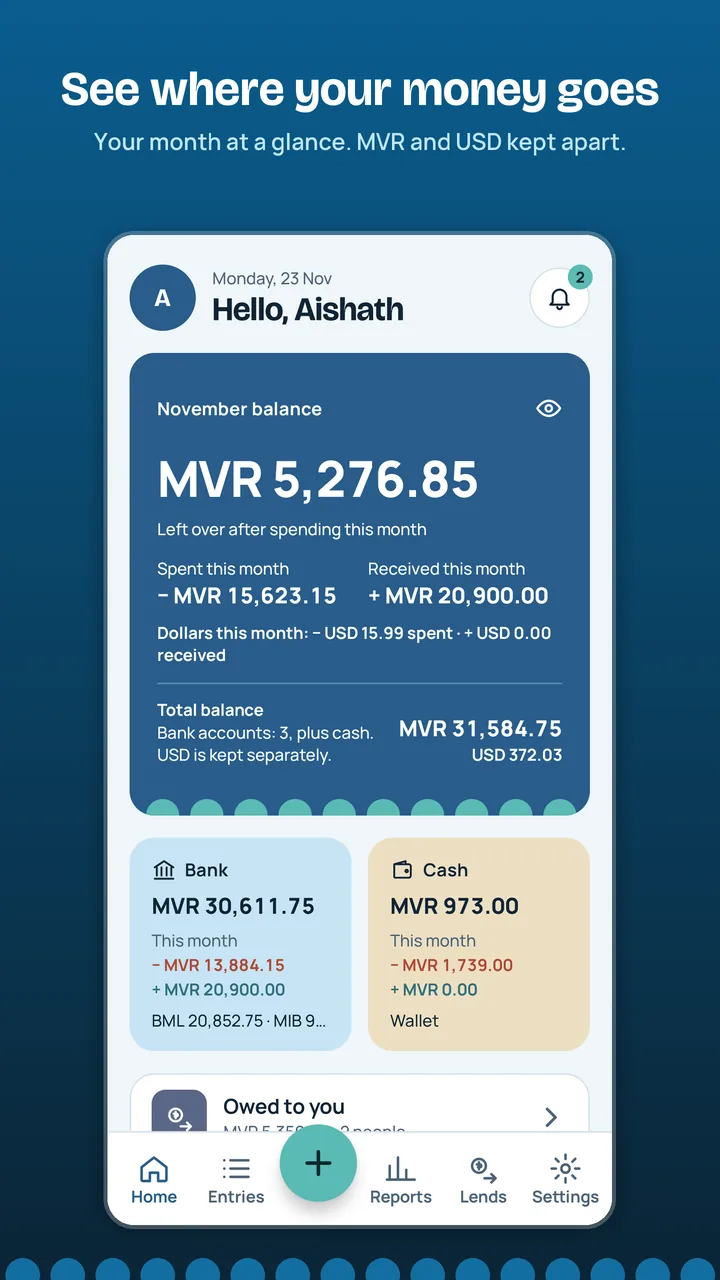 See where your money goes
Your month at a glance. MVR and USD kept apart.
A
Monday, 23 Nov
Hello, Aishath
2
November balance
MVR 5,276.85
Left over after spending this month
Spent this month
Received this month
− MVR 15,623.15
+ MVR 20,900.00
Dollars this month: − USD 15.99 spent · + USD 0.00
received
Total balance
Bank accounts: 3, plus cash.
USD is kept separately.
MVR 31,584.75
USD 372.03
Bank
MVR 30,611.75
This month
− MVR 13,884.15
+ MVR 20,900.00
BML 20,852.75 · MIB 9...
Cash
MVR 973.00
This month
− MVR 1,739.00
+ MVR 0.00
Wallet
Owed to you
Home
Entries
+
Reports
Lends
Settings